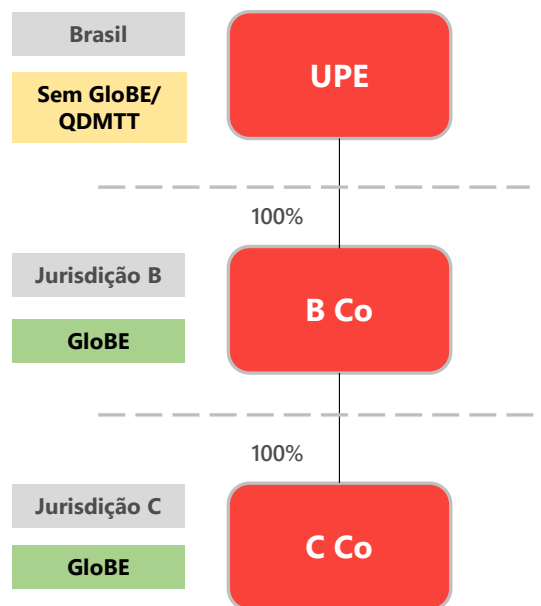 Brasil
UPE
Sem GloBE/
QDMTT
100%
Jurisdição B
B Co
GloBE
100%
Jurisdição C
C Co
GloBE